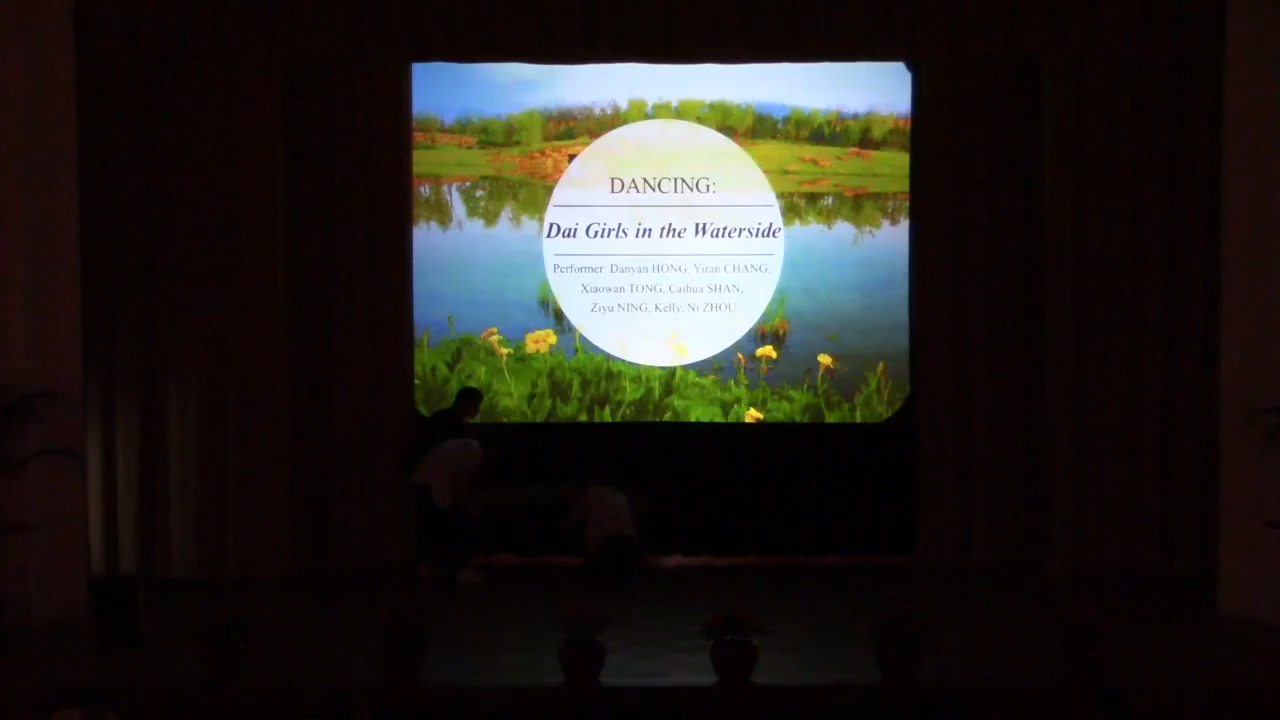 DANCING:
Dai Girls in the Waterside
Performer: Danyan HONG, Yiran CHANG,
Xiaowan TONG, Caihua SHAN,
Ziyu NING, Kelly, Ni ZHOU